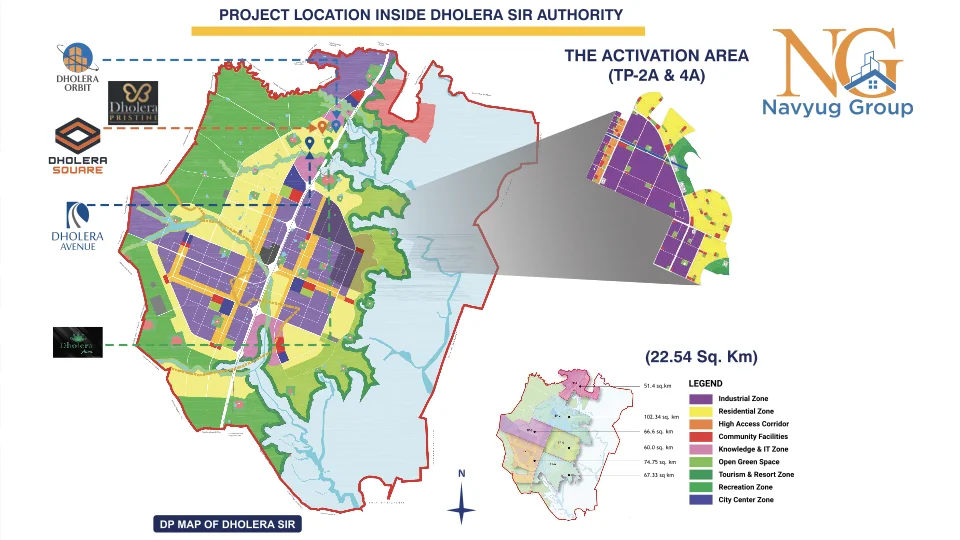 PROJECT LOCATION INSIDE DHOLERA SIR AUTHORITY
DHOLERA
ORBIT
Dholera
PRISTINE
DHOLERA
SQUARE
DHOLERA
AVENUE
Dholera
THE ACTIVATION AREA
(TP-2A & 4A)
NG
Navyug Group
(22.54 Sq. Km)
51.4 sq.km
102.34 sq. km
66.6 sq. km
60.0 sq. km
74.75 sq. km
67.33 sq. km
LEGEND
Industrial Zone
Residential Zone
High Access Corridor
Community Facilities
Knowledge & IT Zone
Open Green Space
Tourism & Resort Zone
Recreation Zone
City Center Zone
N
DP MAP OF DHOLERA SIR